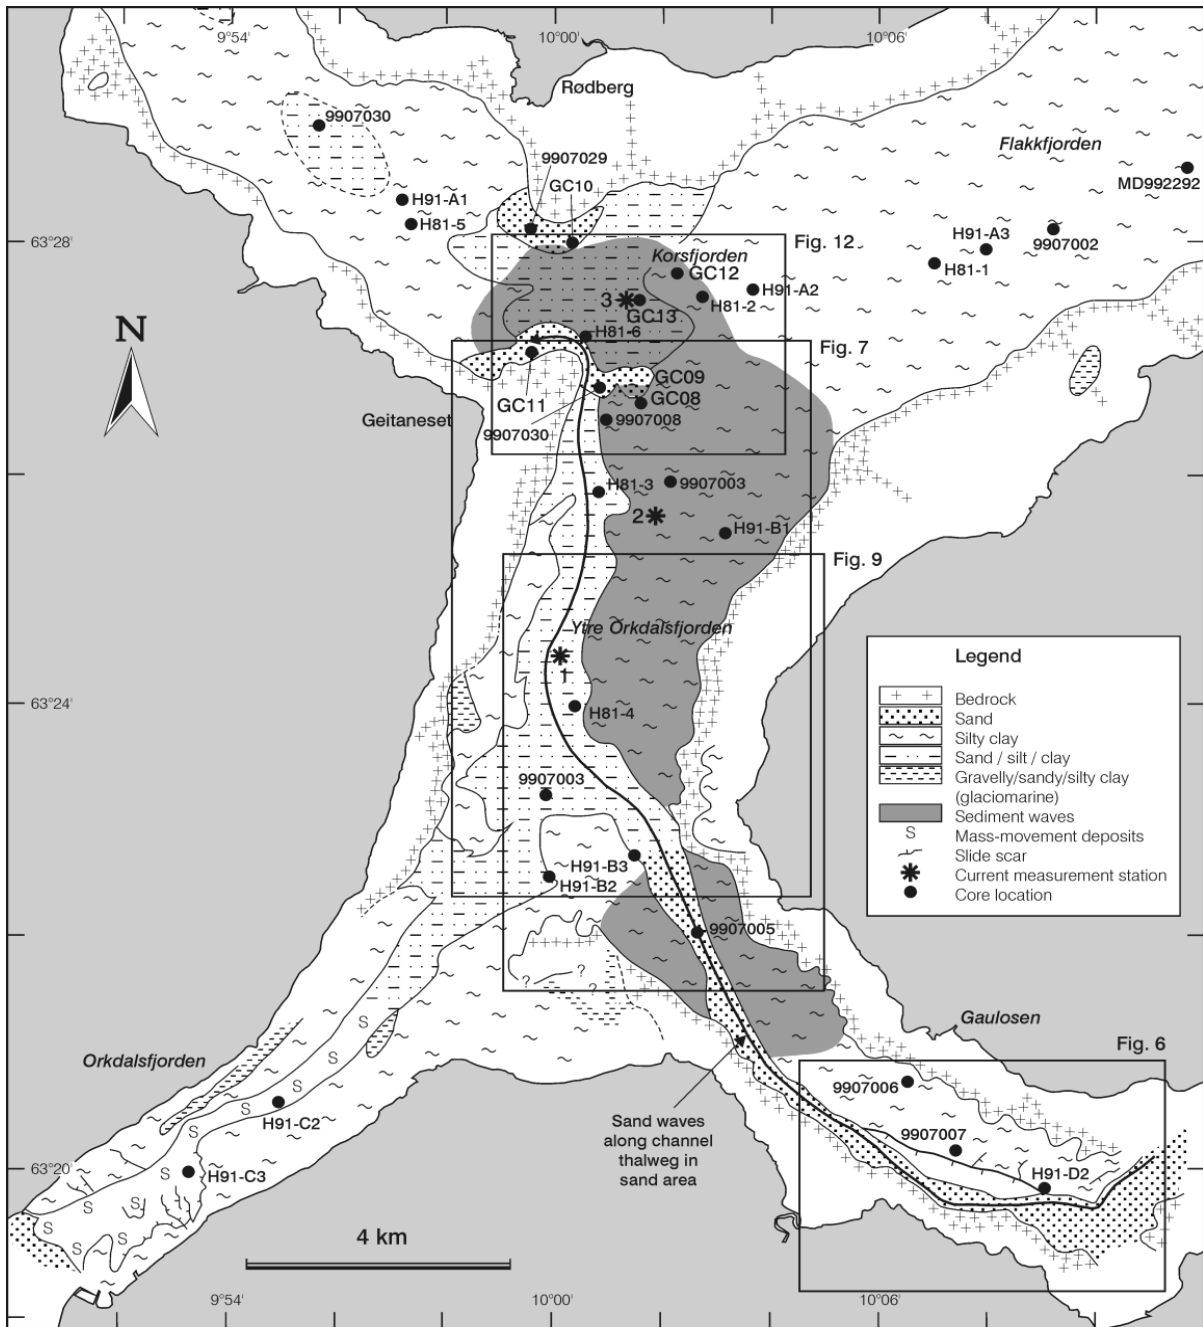 9°54'
10°00'
10°06'
Rødberg
9907030
Flakkfjorden
9907029
GC10
MD992292
H91-A1
H81-5
63°28'
Fig. 12
H91-A3
9907002
Korsfjorden
GC12
H81-1
H91-A2
3
H81-2
GC13
N
H81-6
Fig. 7
GC09
GC11
GC08
Geitaneset
9907030
9907008
H81-3
9907003
2
H91-B1
Fig. 9
Ytre Orkdalsfjorden
1
63°24'
H81-4
Legend
Bedrock
Sand
Silty clay
Sand / silt / clay
Gravelly/sandy/silty clay
(glaciomarine)
Sediment waves
S
Mass-movement deposits
Slide scar
Current measurement station
Core location
9907003
H91-B3
H91-B2
9907005
?
?
?
?
S
Gaulosen
Fig. 6
Orkdalsfjorden
S
9907006
S
S
H91-C2
Sand waves
along channel
thalweg in
sand area
9907007
S
63°20'
H91-C3
H91-D2
S
S
S
S
S
S
4 km
9°54'
10°00'
10°06'